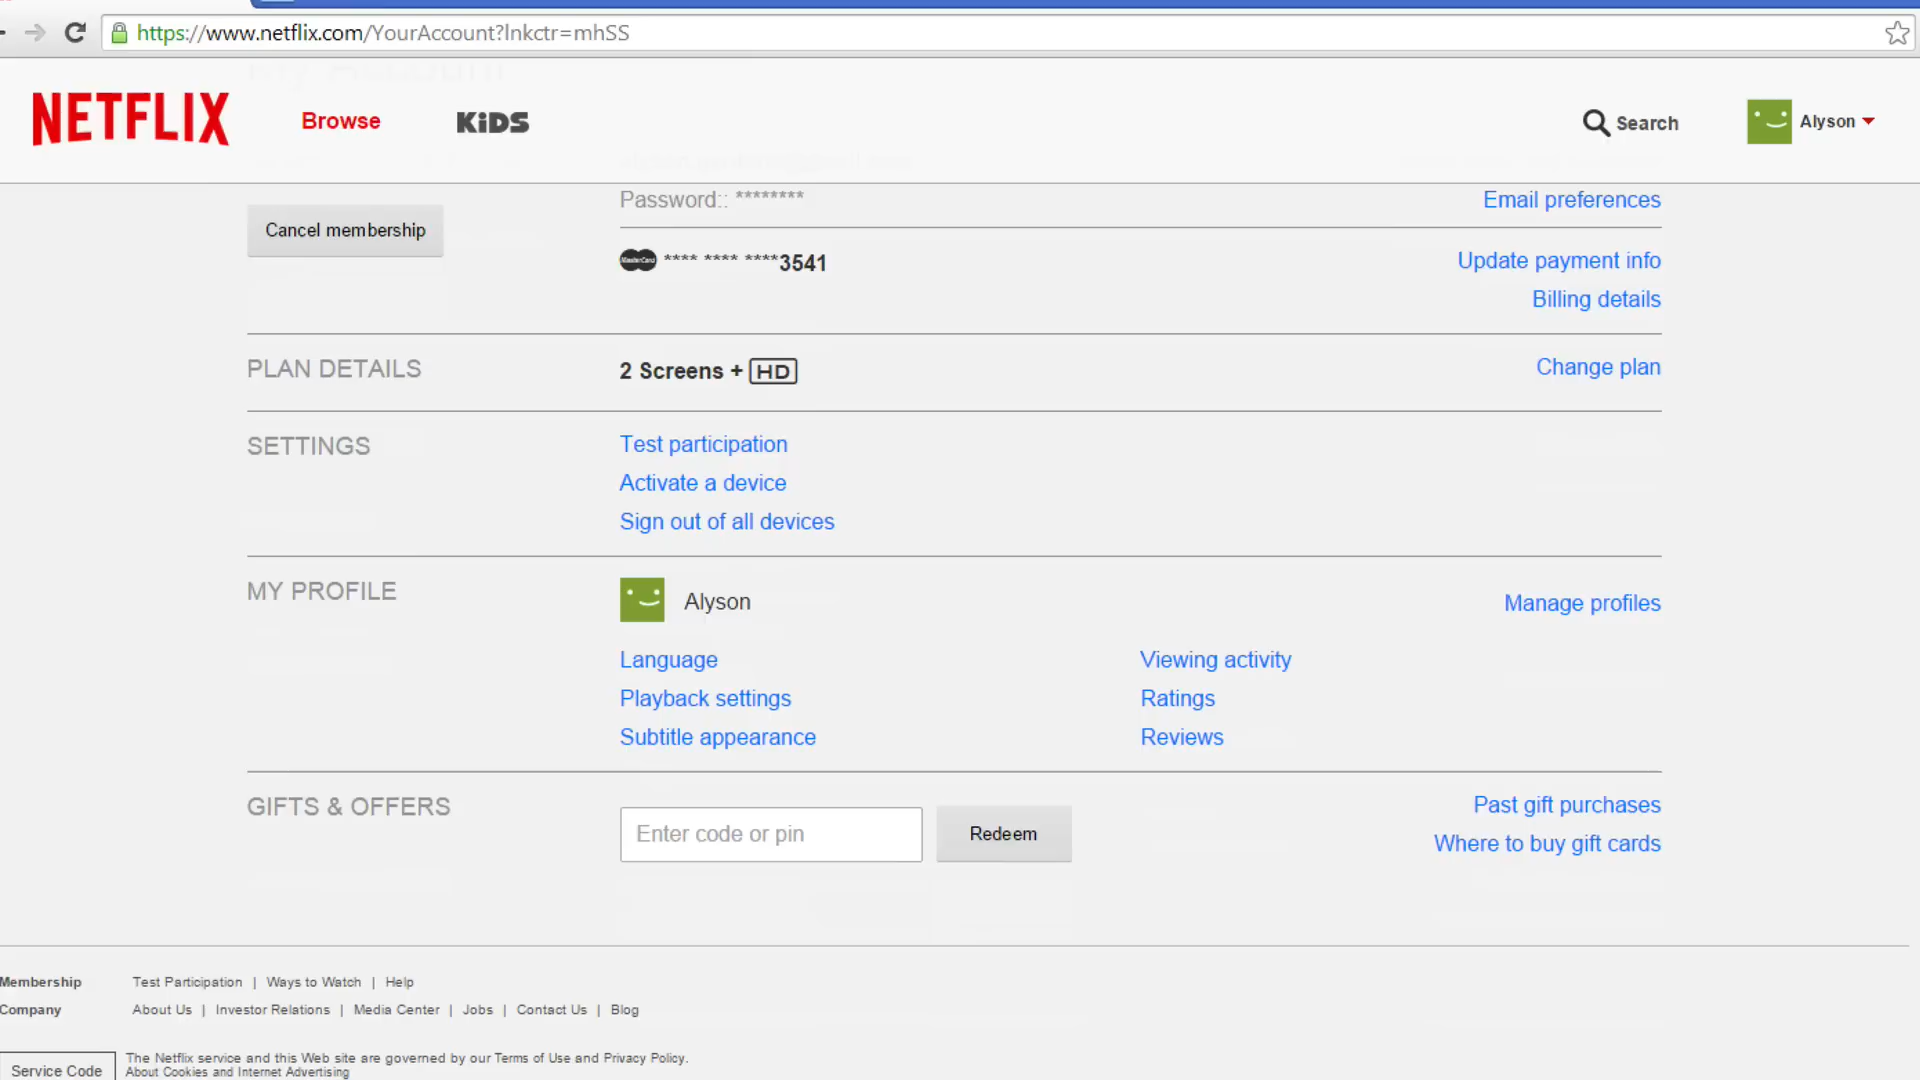 https://www.netflix.com/YourAccount?lnkctr=mhSS
NETFLIX
Browse
KiDS
Search
Alyson
Password:: ********
Email preferences
Cancel membership
MasterCard **** **** ****3541
Update payment info
Billing details
PLAN DETAILS
2 Screens + HD
Change plan
SETTINGS
Test participation
Activate a device
Sign out of all devices
MY PROFILE
Alyson
Manage profiles
Language
Viewing activity
Playback settings
Ratings
Subtitle appearance
Reviews
GIFTS & OFFERS
Enter code or pin
Redeem
Past gift purchases
Where to buy gift cards
Membership
Test Participation | Ways to Watch | Help
Company
About Us | Investor Relations | Media Center | Jobs | Contact Us | Blog
Service Code
The Netflix service and this Web site are governed by our Terms of Use and Privacy Policy.
About Cookies and Internet Advertising